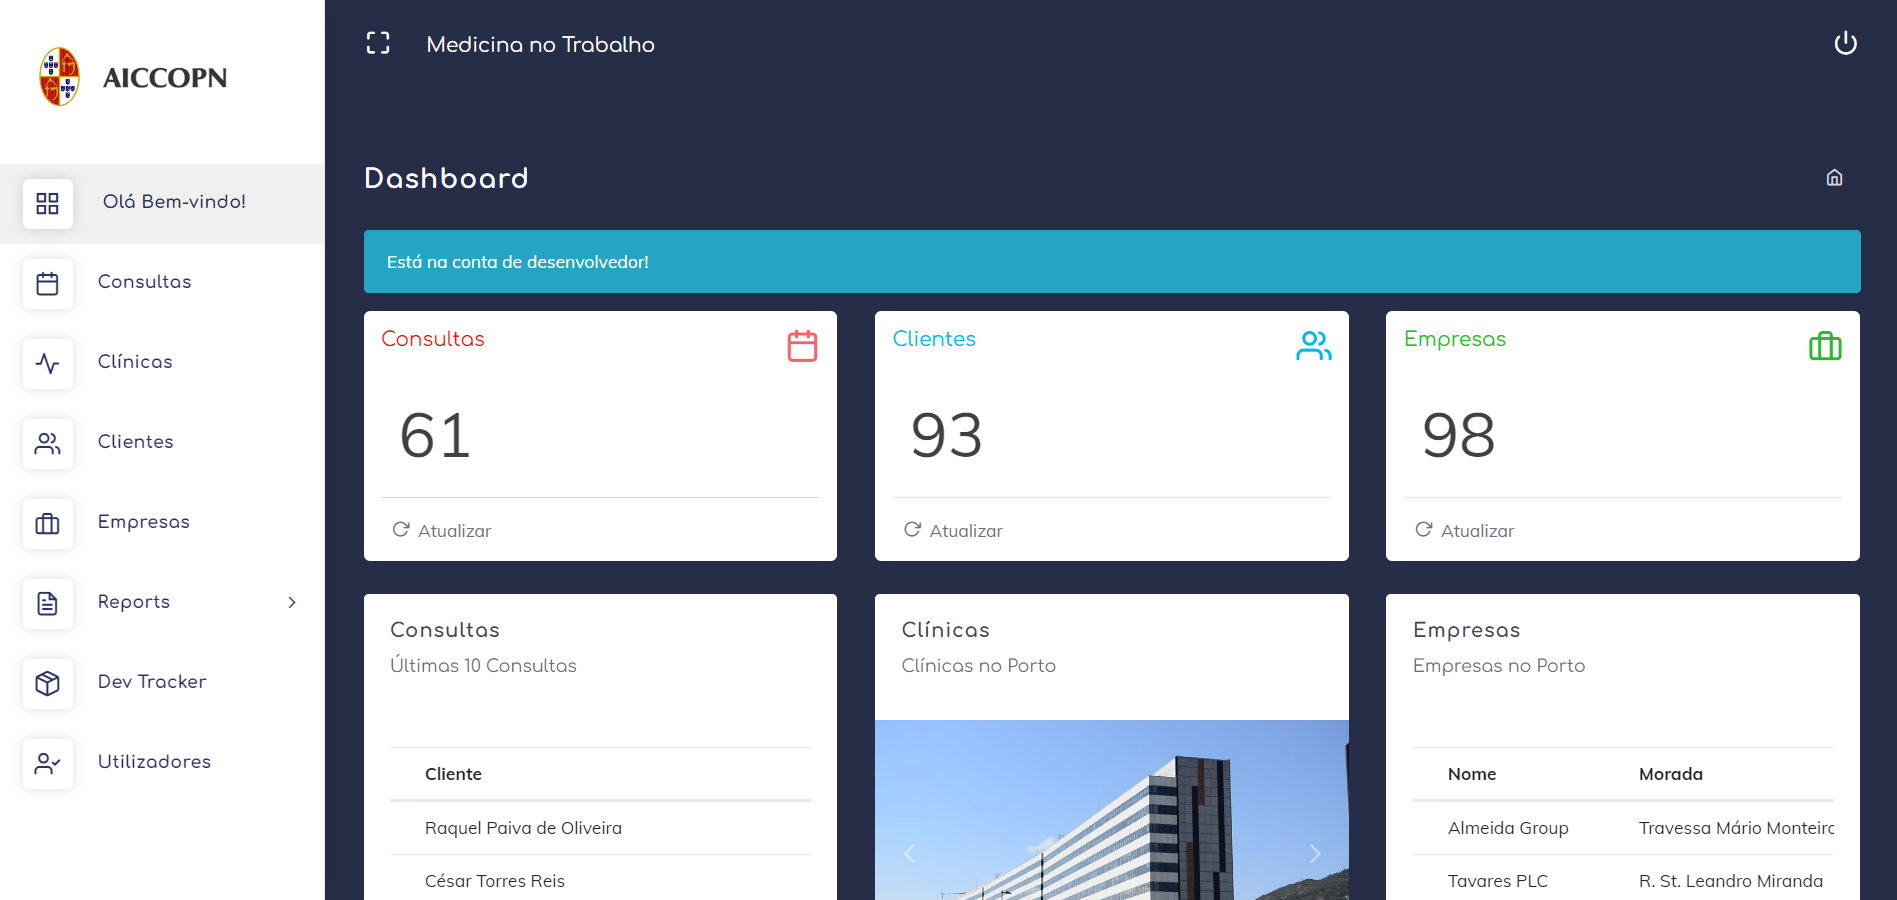 AICCOPN
Olá Bem-vindo!
Consultas
Clínicas
Clientes
Empresas
Reports
Dev Tracker
Utilizadores
Medicina no Trabalho
Dashboard
Está na conta de desenvolvedor!
Consultas
61
Atualizar
Clientes
93
Atualizar
Empresas
98
Atualizar
Consultas
Últimas 10 Consultas
Cliente
Raquel Paiva de Oliveira
César Torres Reis
Clínicas
Clínicas no Porto
Empresas
Empresas no Porto
Nome Morada
Almeida Group Travessa Mário Monteiro
Tavares PLC R. St. Leandro Miranda